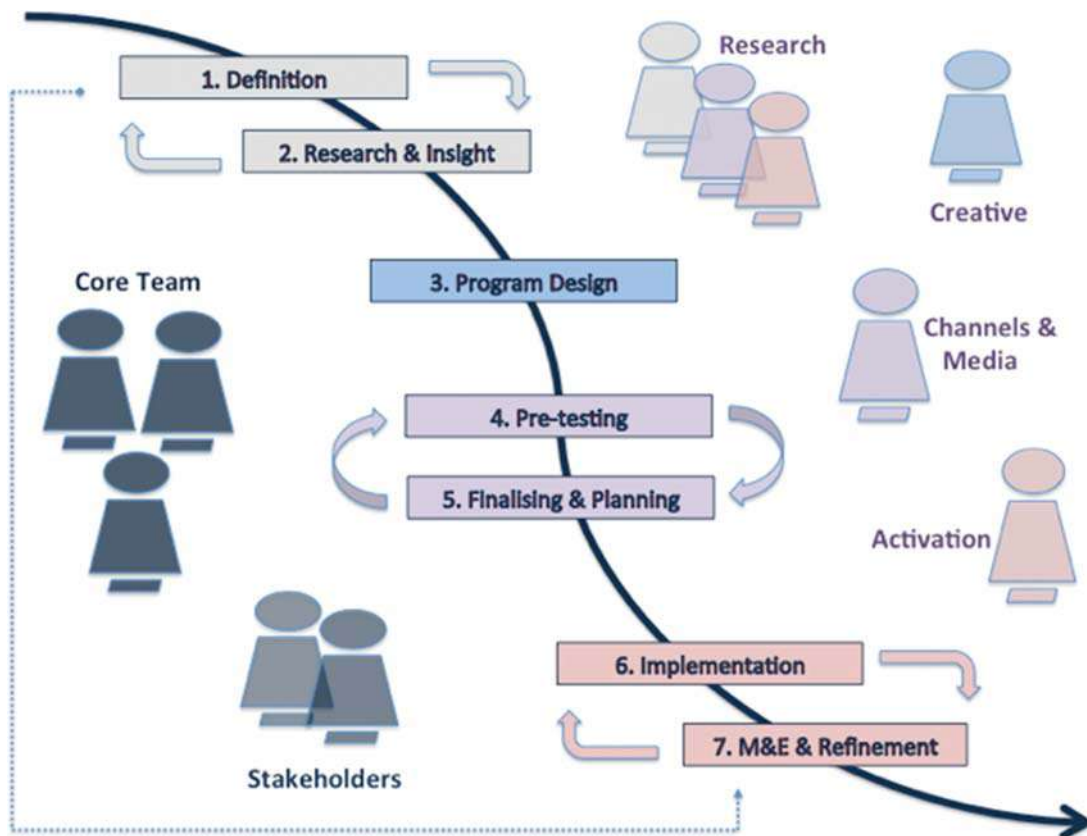 Research
1. Definition
2. Research & Insight
Creative
3. Program Design
Core Team
Channels &
Media
4. Pre-testing
5. Finalising & Planning
Activation
6. Implementation
7. M&E & Refinement
Stakeholders